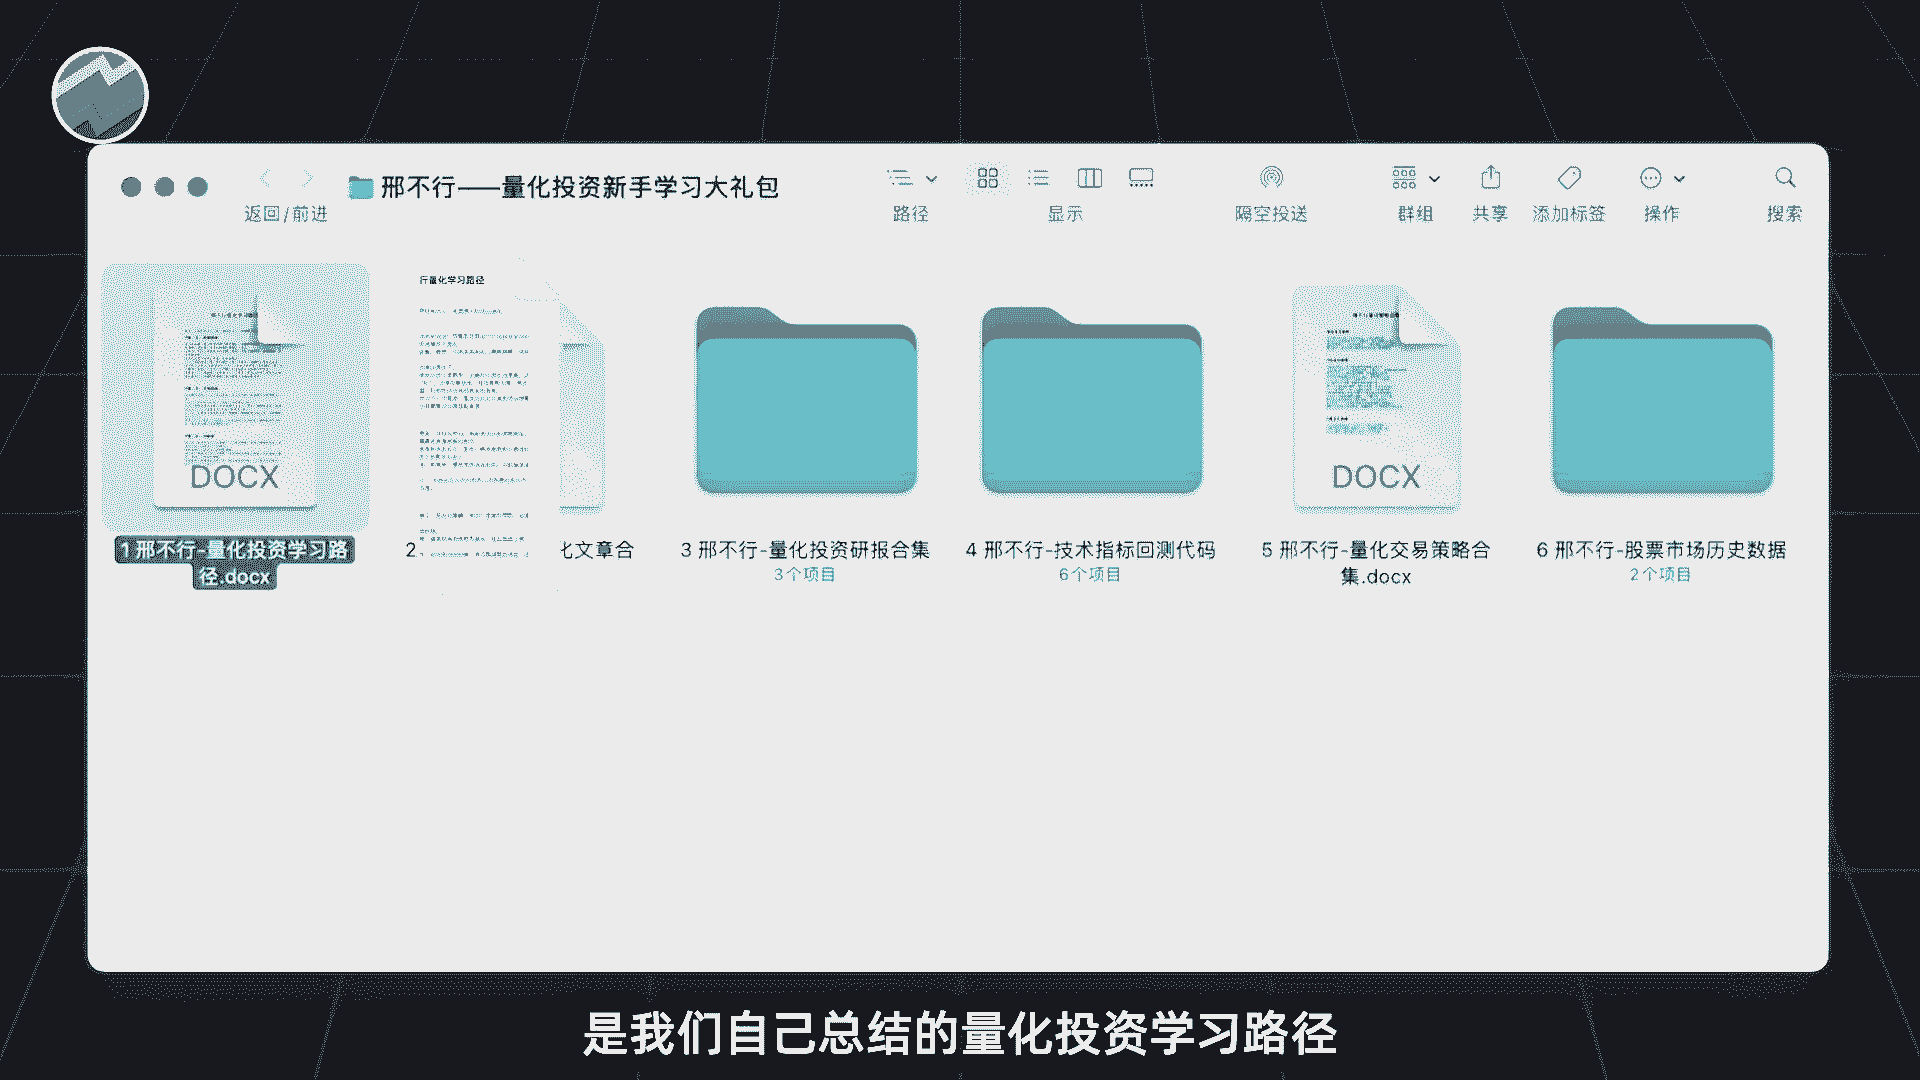 邢不行——量化投资新手学习大礼包
返回/前进
路径
显示
隔空投送
群组
共享
添加标签
操作
搜索
行量化学习路径
DOCX
DOCX
1 邢不行-量化投资学习路
径.docx
2
化文章合
3 邢不行-量化投资研报合集
3个项目
4 邢不行-技术指标回测代码
6个项目
5 邢不行-量化交易策略合
集.docx
6 邢不行-股票市场历史数据
2个项目
是我们自己总结的量化投资学习路径